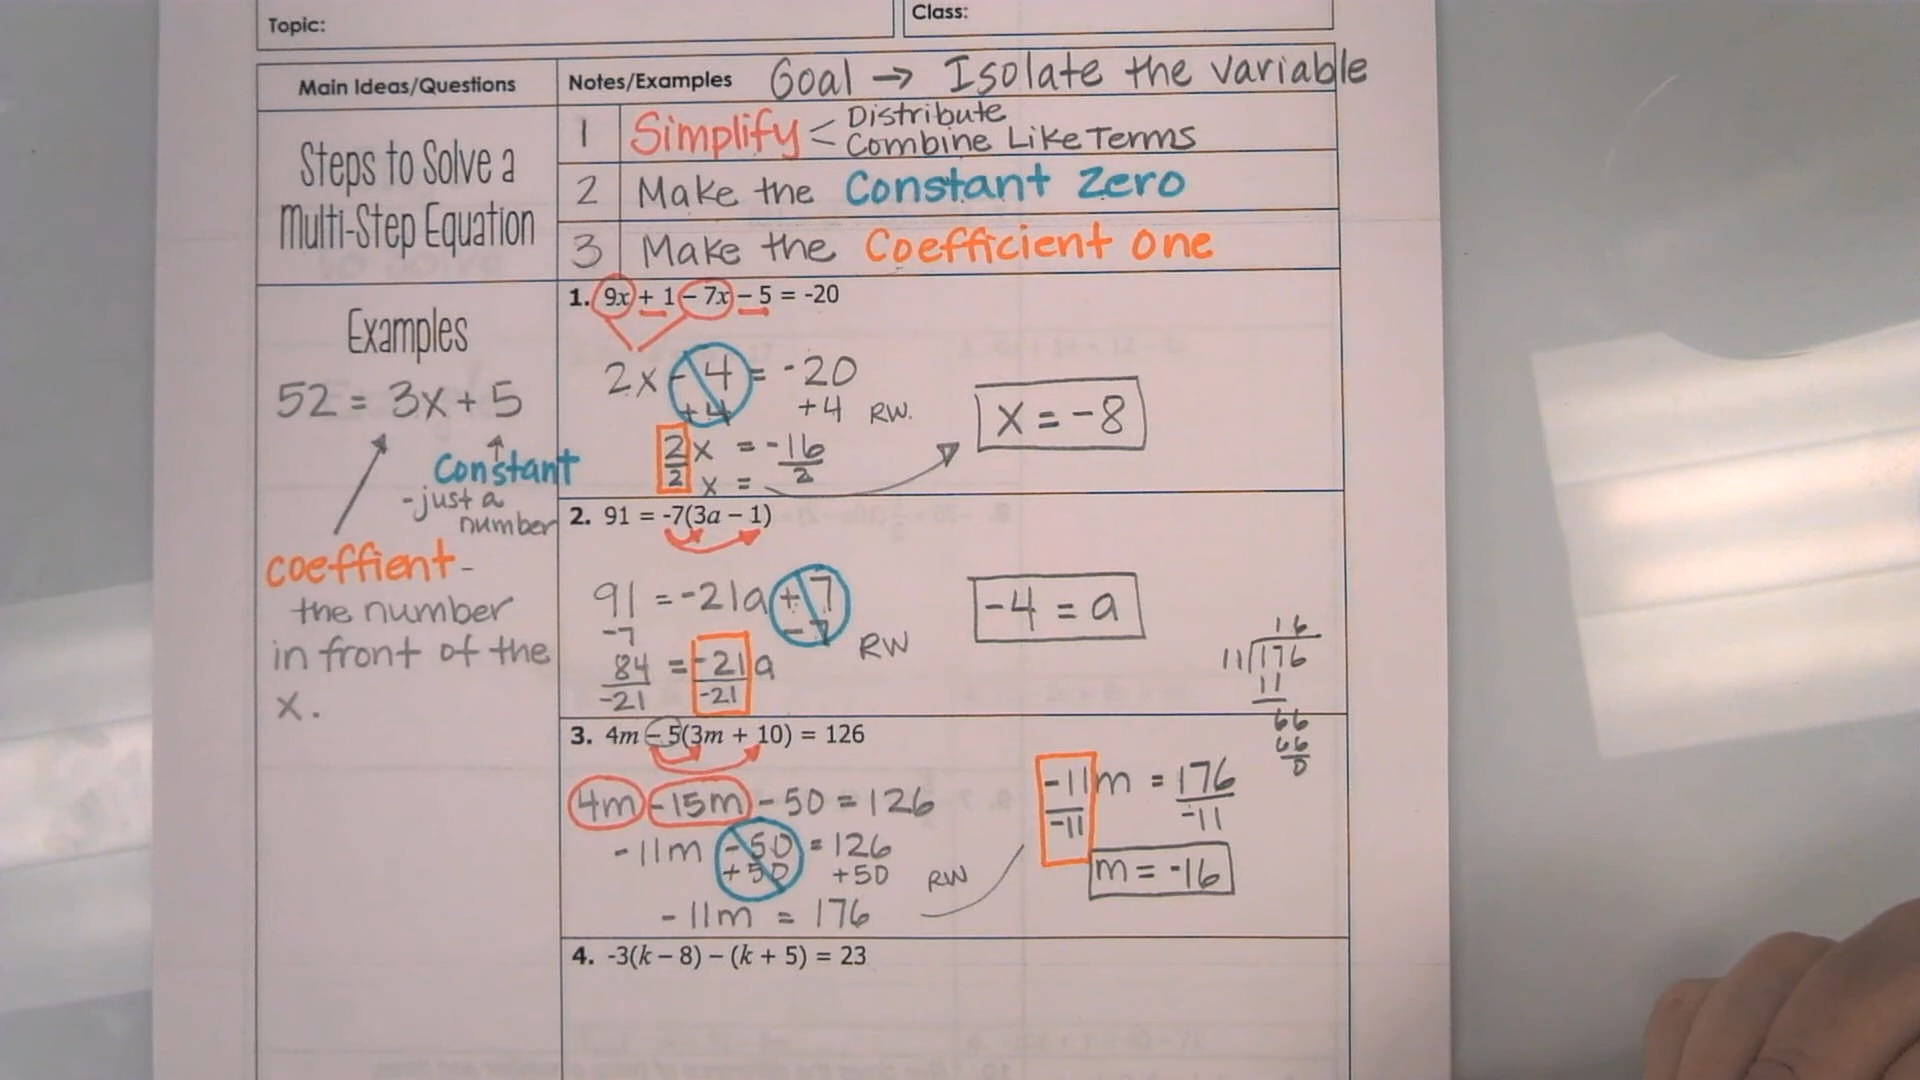 Topic:
Class:
Main Ideas/Questions
Notes/Examples Goal → Isolate the variable
Steps to Solve a
Multi-Step Equation
1 Simplify < Distribute
Combine Like Terms
2 Make the Constant Zero
3 Make the Coefficient one
Examples
52 = 3x + 5
Constant
- just a
number
coeffient -
the number
in front of the
x.
1. 9x + 1 – 7x – 5 = -20
2x - 4 = -20
+4 +4 RW.
2x = -16
2 2
x =
x = -8
2. 91 = -7(3a – 1)
91 = -21a + 7
-7 -7 RW
84 = -21a
-21 -21
-4 = a
3. 4m – 5(3m + 10) = 126
4m - 15m - 50 = 126
-11m - 50 = 126
+50 +50 RW
-11m = 176
-11m = 176
-11 -11
m = -16
16
11)176
11
66
66
0
4. -3(k – 8) – (k + 5) = 23